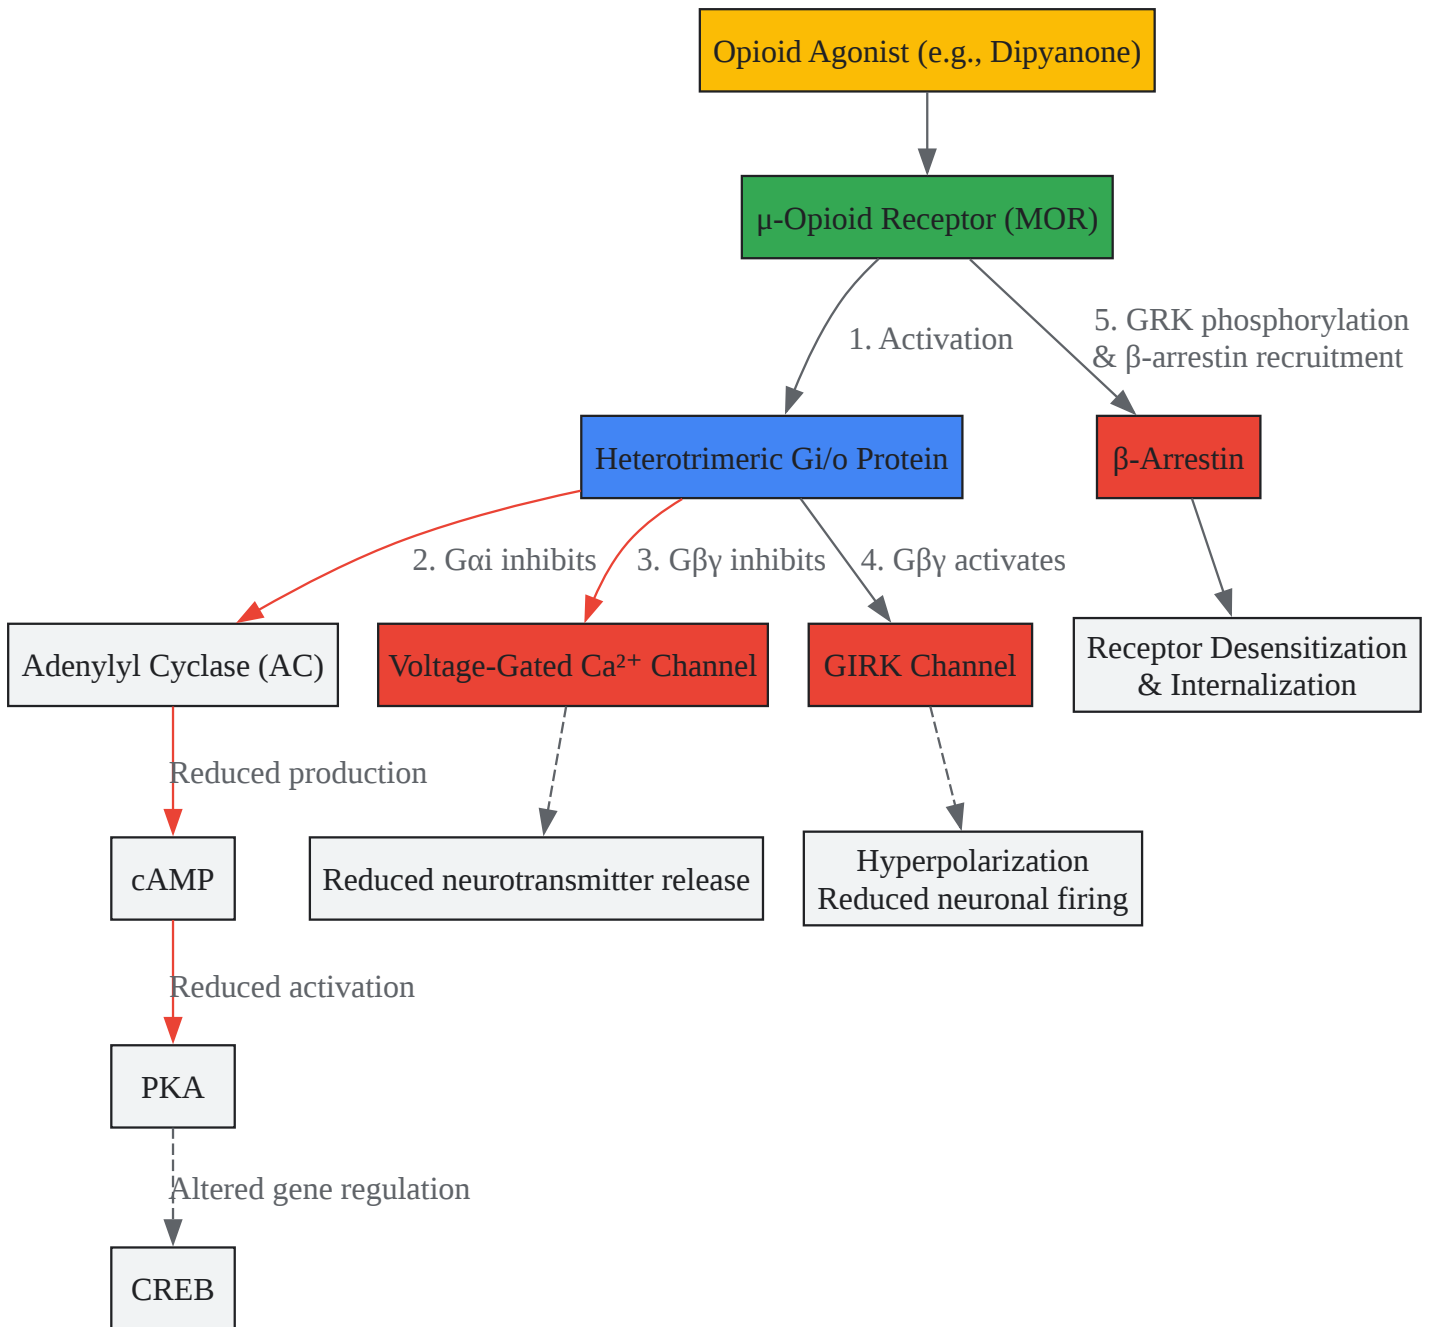 Opioid Agonist (e.g., Dipyanone)
μ-Opioid Receptor (MOR)
1. Activation
5. GRK phosphorylation
& β-arrestin recruitment
Heterotrimeric Gi/o Protein
β-Arrestin
2. Gαi inhibits
3. Gβγ inhibits
4. Gβγ activates
Adenylyl Cyclase (AC)
Voltage-Gated Ca²⁺ Channel
GIRK Channel
Receptor Desensitization
& Internalization
Reduced production
cAMP
Reduced neurotransmitter release
Hyperpolarization
Reduced neuronal firing
Reduced activation
PKA
Altered gene regulation
CREB